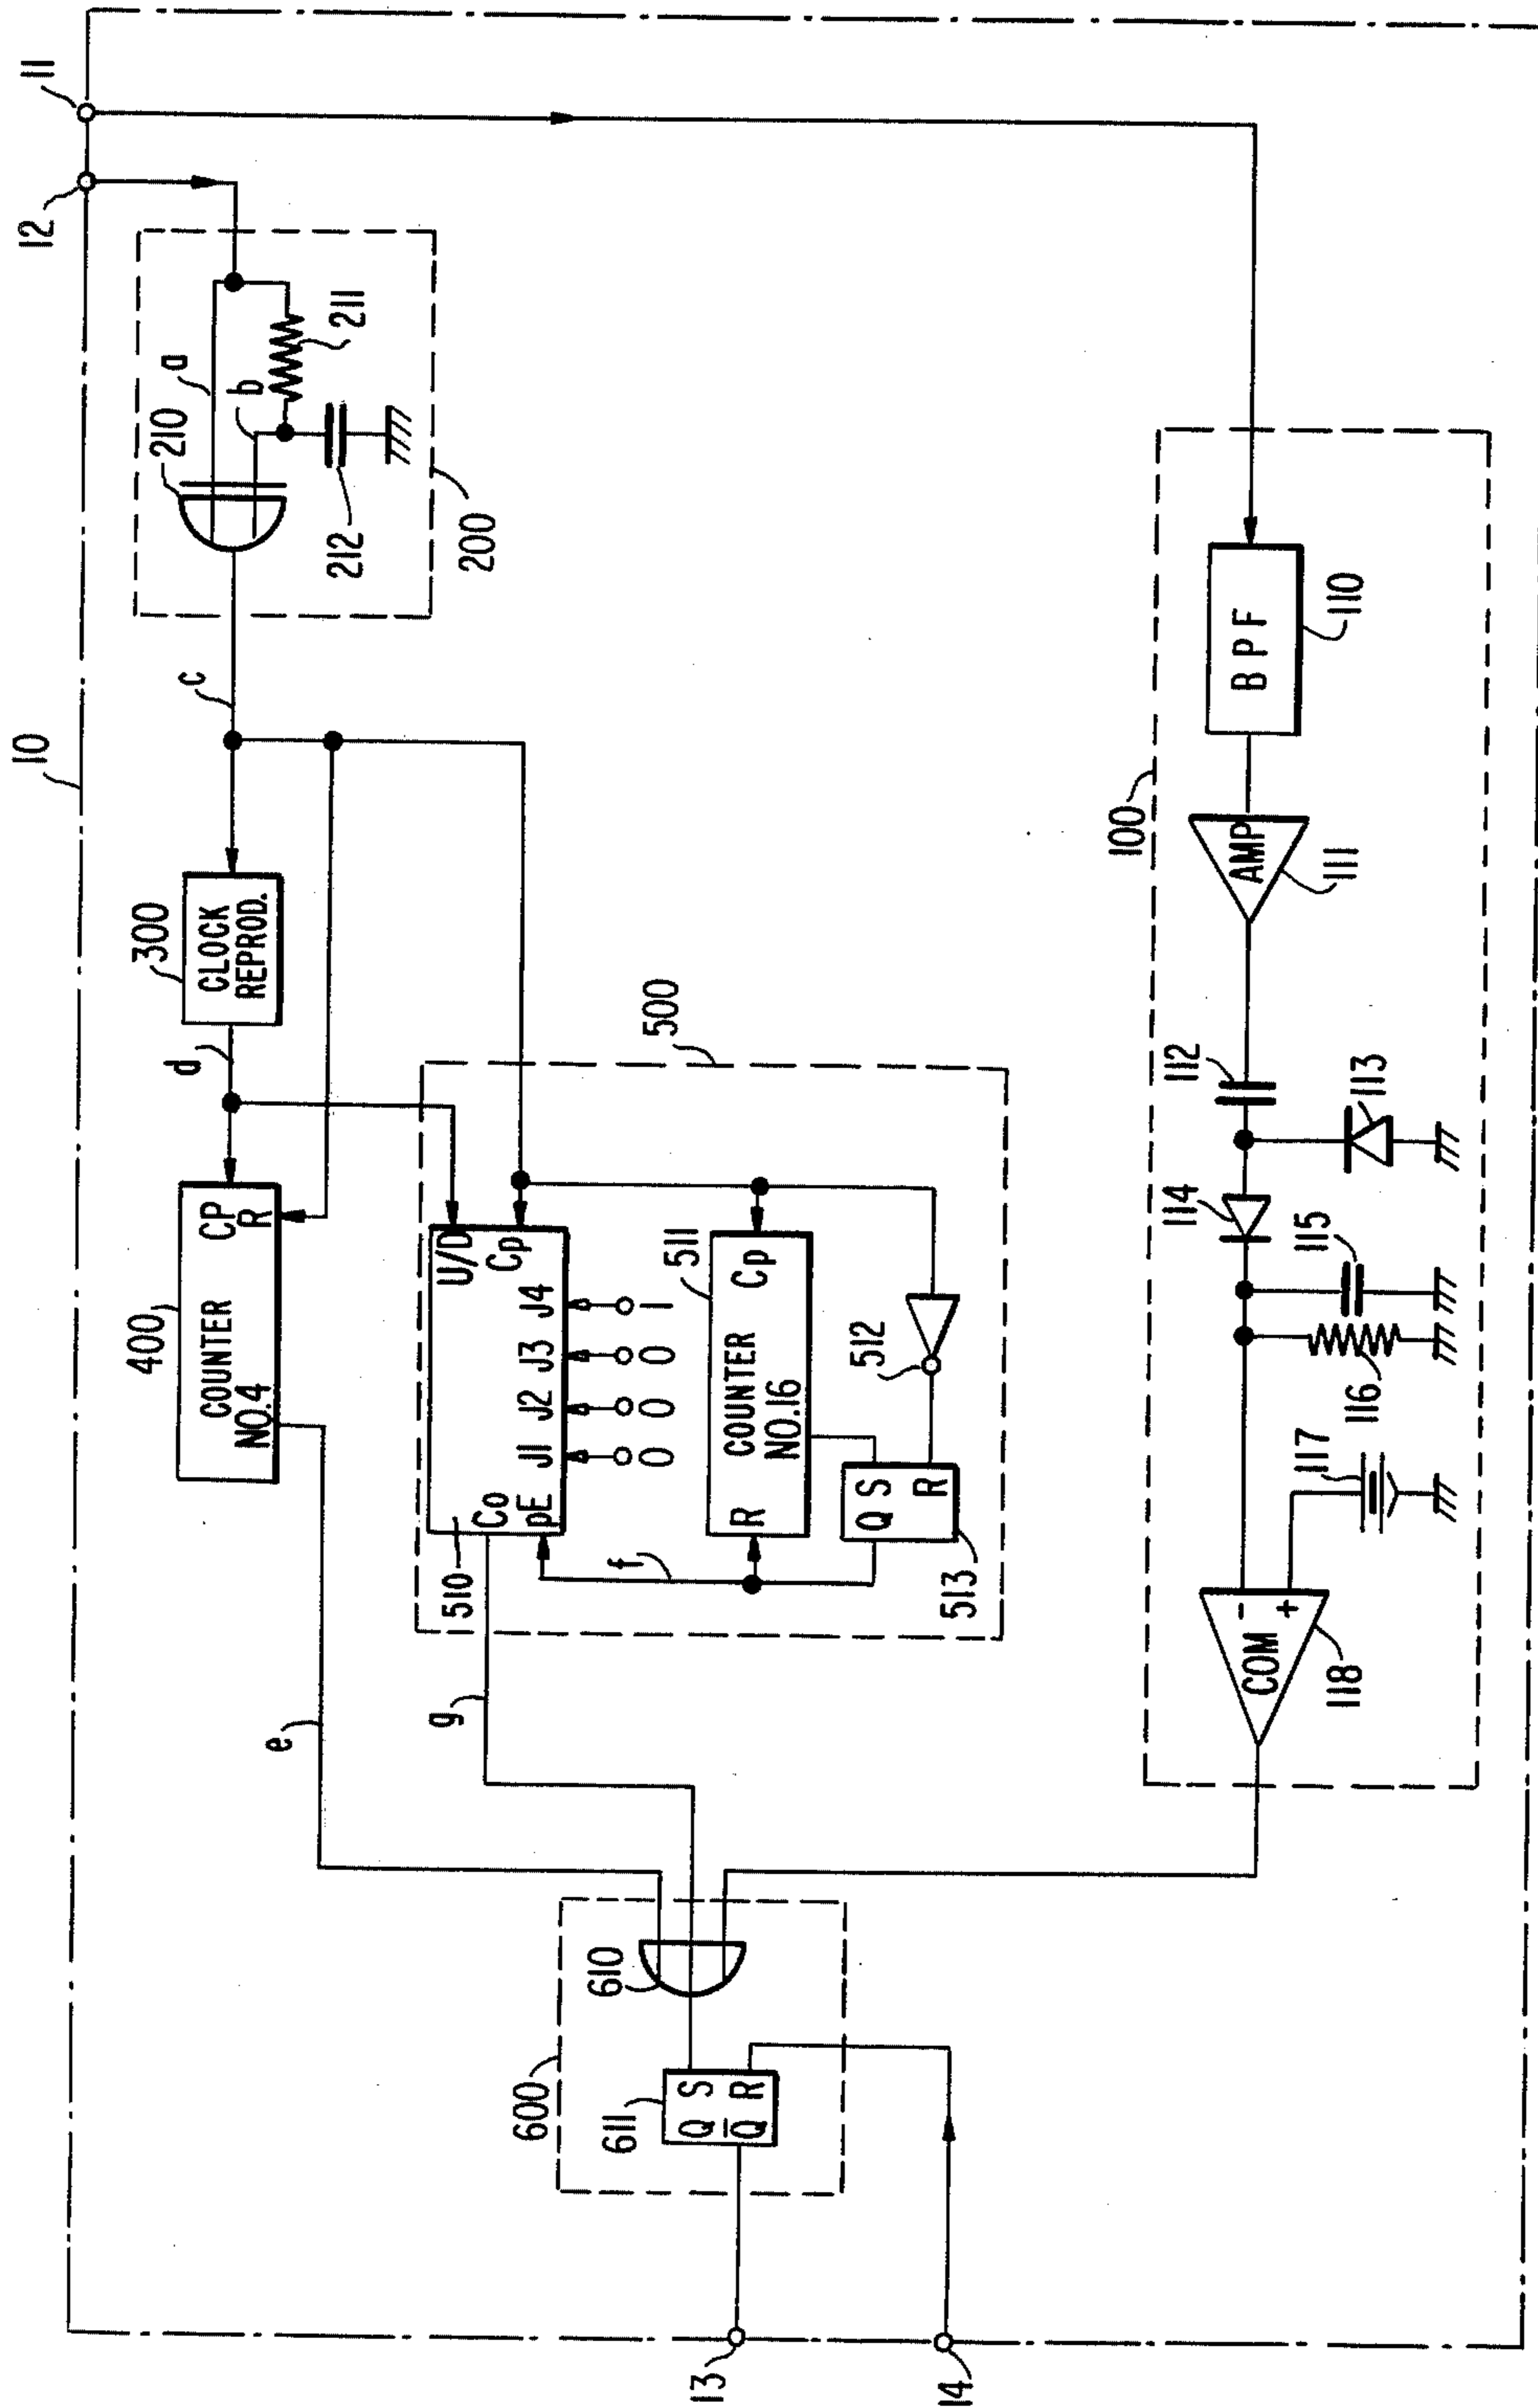 10
11
12
a
210
b
211
212
200
c
300
CLOCK
REPROD.
d
400
COUNTER
NO.4
CP
R
e
500
510
U/D
Cp
Co
pE
J1 J2 J3 J4
0 0 0 1
f
g
511
COUNTER
NO.16
Cp
R
512
Q S
R
513
600
610
611
Q S
Q̅ R
13
14
100
BPF
110
AMP
111
112
113
114
115
116
117
-
+
COM
118